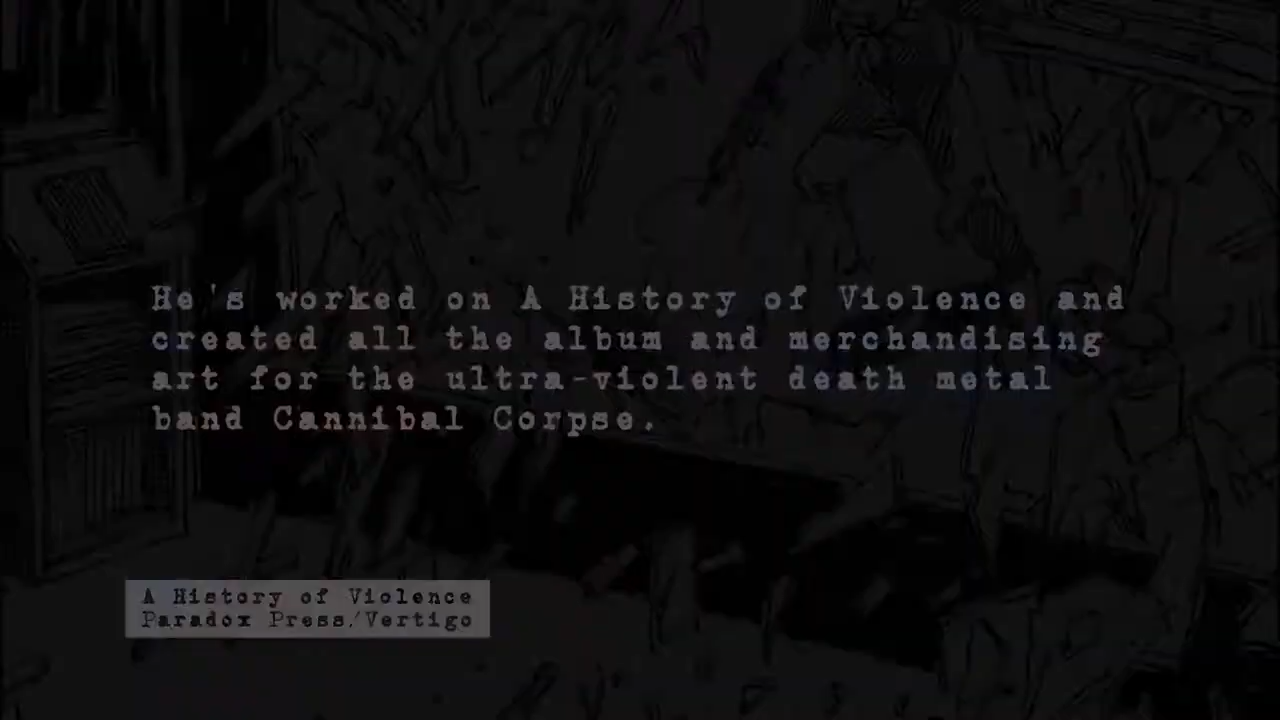 He's worked on A History of Violence and
created all the album and merchandising
art for the ultra-violent death metal
band Cannibal Corpse.
A History of Violence
Paradox Press/Vertigo